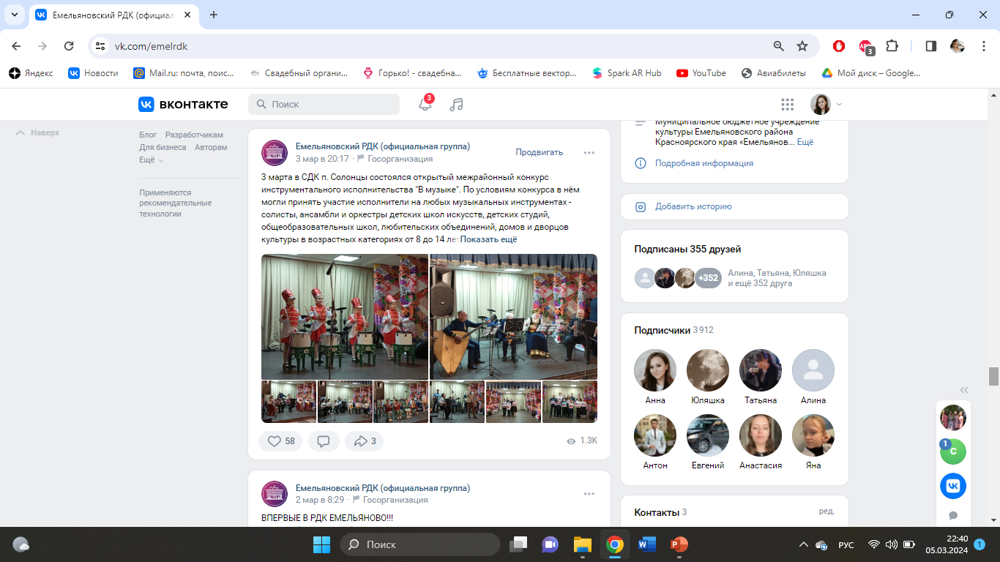 Емельяновский РДК (официал
vk.com/emelrdk
3
Яндекс
Новости
Mail.ru: почта, поис...
Свадебный органи...
Горько! - свадебна...
Бесплатные вектор...
Spark AR Hub
YouTube
Авиабилеты
Мой диск – Google...
вконтакте
Поиск
3
Наверх
Блог Разработчикам
Для бизнеса Авторам
Ещё
Применяются
рекомендательные
технологии
Емельяновский РДК (официальная группа)
3 мар в 20:17 · Госорганизация
Продвигать
3 марта в СДК п. Солонцы состоялся открытый межрайонный конкурс
инструментального исполнительства "В музыке". По условиям конкурса в нём
могли принять участие исполнители на любых музыкальных инструментах -
солисты, ансамбли и оркестры детских школ искусств, детских студий,
общеобразовательных школ, любительских объединений, домов и дворцов
культуры в возрастных категориях от 8 до 14 лет Показать ещё
58
3
1.3K
Емельяновский РДК (официальная группа)
2 мар в 8:29 · Госорганизация
ВПЕРВЫЕ В РДК ЕМЕЛЬЯНОВО!!!
Муниципальное бюджетное учреждение
культуры Емельяновского района
Красноярского края «Емельянов... Ещё
Подробная информация
Добавить историю
Подписаны 355 друзей
+352
Алина, Татьяна, Юляшка
и ещё 352 друга
Подписчики 3 912
Анна
Юляшка
Татьяна
Алина
Антон
Евгений
Анастасия
Яна
Контакты 3
ред.
1
С
Поиск
РУС
22:40
05.03.2024
1